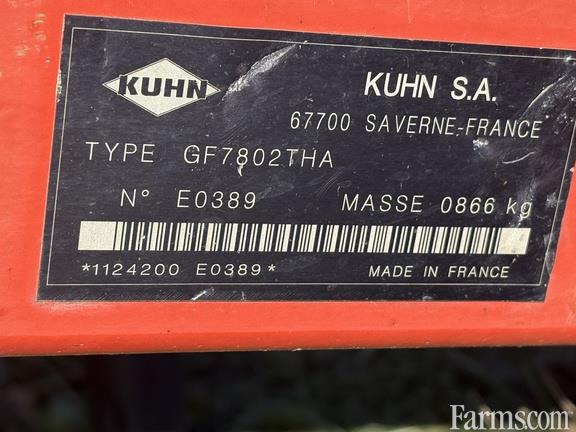 KUHN
KUHN S.A.
67700 SAVERNE-FRANCE
TYPE GF7802THA
N° E0389 MASSE 0866 kg
*1124200 E0389*
MADE IN FRANCE
Farms.com